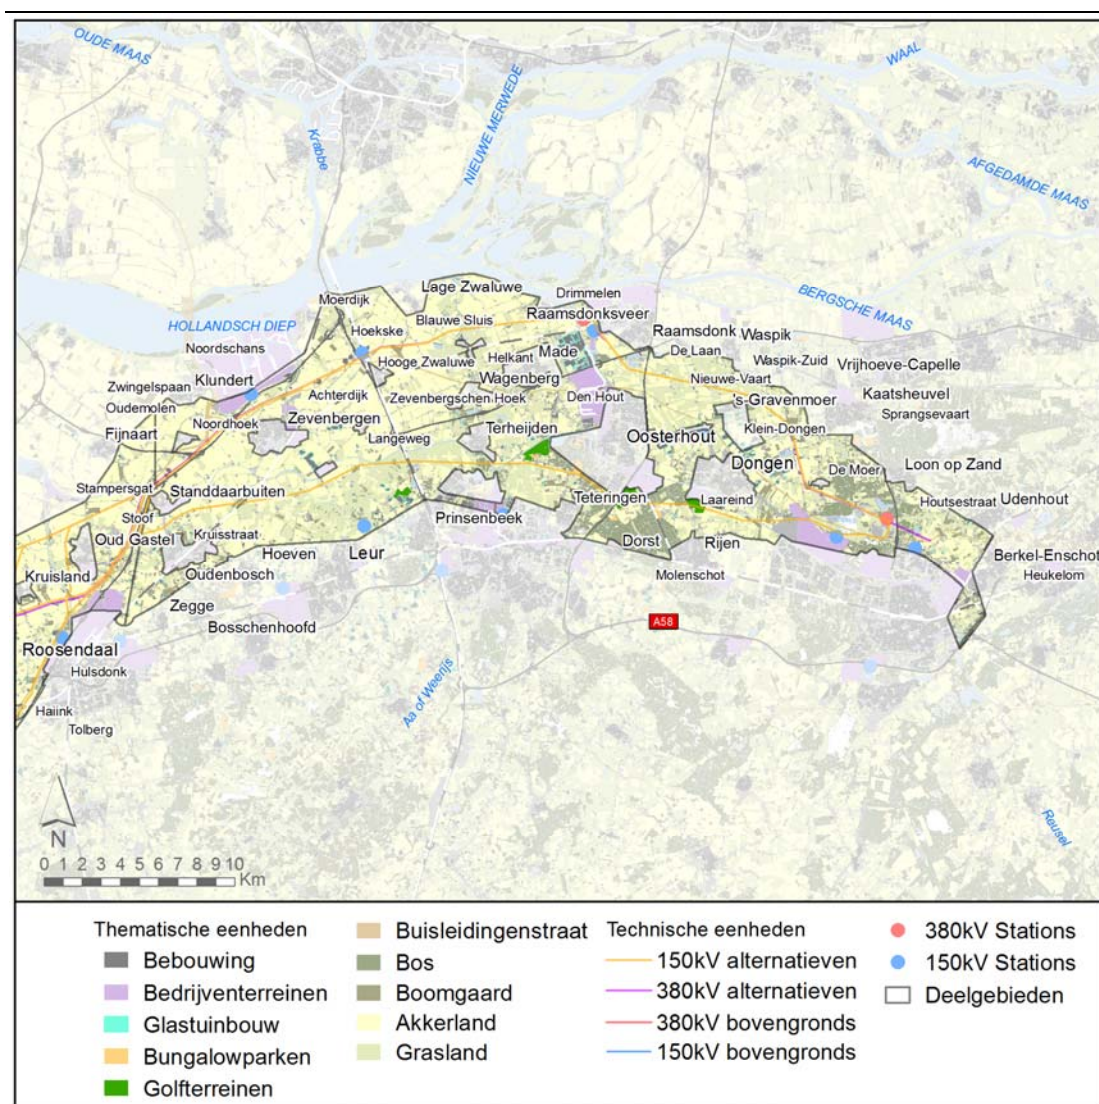 OUDE MAAS
WAAL
Krabbe
NIEUWE MERWEDE
AFGEDAMDE MAAS
BERGSCHE MAAS
HOLLANDSCH DIEP
Moerdijk
Lage Zwaluwe
Drimmelen
Blauwe Sluis
Raamsdonksveer
Hoekske
Raamsdonk
Waspik
Noordschans
Made
De Laan
Helkant
Hooge Zwaluwe
Waspik-Zuid
Vrijhoeve-Capelle
Klundert
Wagenberg
Nieuwe-Vaart
Zwingelspaan
Achterdijk
Zevenbergschen Hoek
Den Hout
's-Gravenmoer
Kaatsheuvel
Oudemolen
Sprangsevaart
Noordhoek
Zevenbergen
Terheijden
Klein-Dongen
Fijnaart
Langeweg
Oosterhout
Dongen
De Moer
Loon op Zand
Stampersgat
Standdaarbuiten
Teteringen
Laareind
Houtsestraat
Udenhout
Stoof
Prinsenbeek
Oud Gastel
Kruisstraat
Dorst
Rijen
Hoeven
Leur
Berkel-Enschot
Kruisland
Oudenbosch
Molenschot
Heukelom
Zegge
Bosschenhoofd
A58
Roosendaal
Hulsdonk
Aa of Weerijs
Haiink
Tolberg
Reusel
N
0 1 2 3 4 5 6 7 8 9 10
Km
Thematische eenheden
Bebouwing
Bedrijventerreinen
Glastuinbouw
Bungalowparken
Golfterreinen
Buisleidingenstraat
Bos
Boomgaard
Akkerland
Grasland
Technische eenheden
150kV alternatieven
380kV alternatieven
380kV bovengronds
150kV bovengronds
380kV Stations
150kV Stations
Deelgebieden